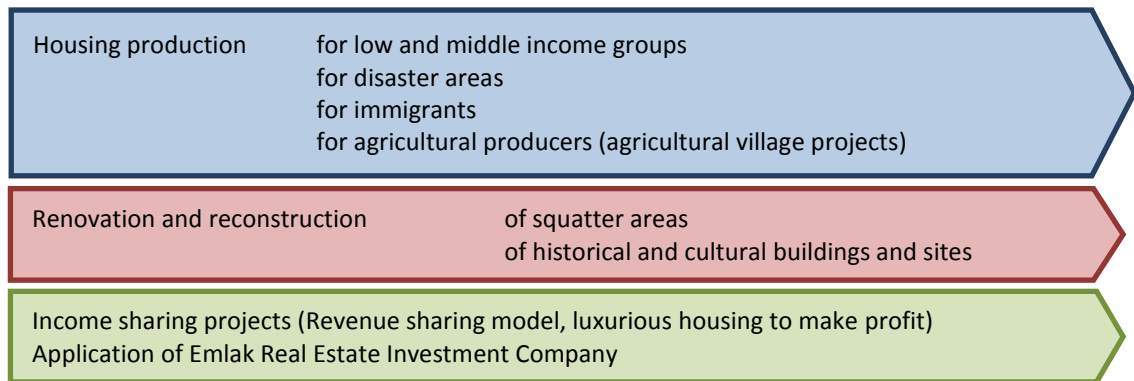 Housing production for low and middle income groups
for disaster areas
for immigrants
for agricultural producers (agricultural village projects)
Renovation and reconstruction of squatter areas
of historical and cultural buildings and sites
Income sharing projects (Revenue sharing model, luxurious housing to make profit)
Application of Emlak Real Estate Investment Company